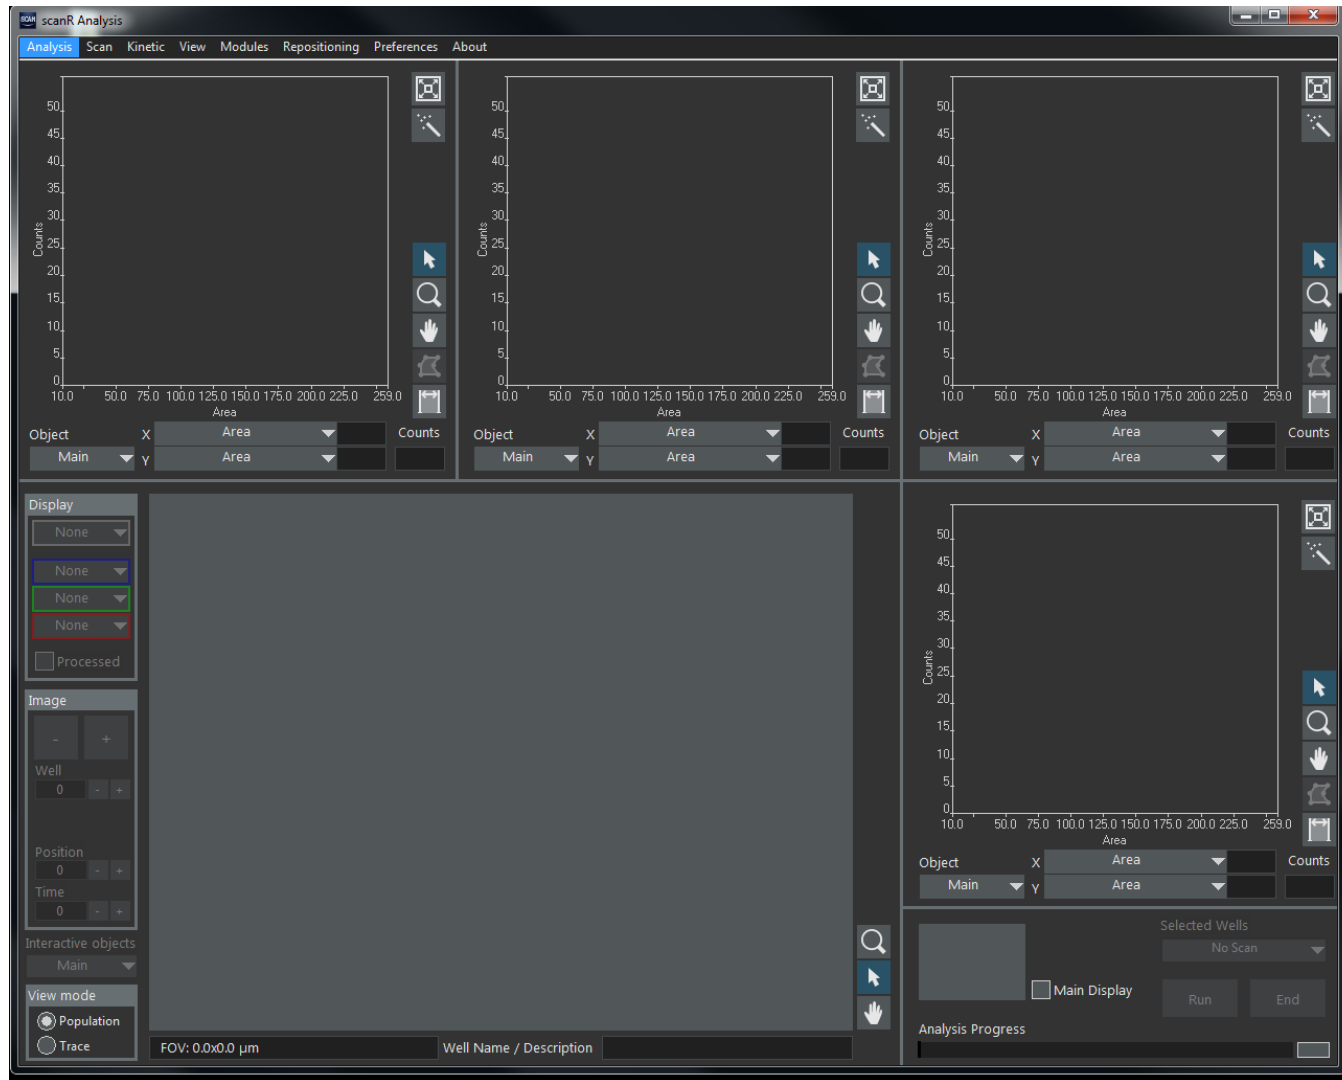 SCAN scanR Analysis
Analysis Scan Kinetic View Modules Repositioning Preferences About
50
45
40
35
30
25
20
15
10
5
0
Counts
10.0 50.0 75.0 100.0 125.0 150.0 175.0 200.0 225.0 259.0
Area
Object X Area Counts
Main Y Area
50
45
40
35
30
25
20
15
10
5
0
Counts
10.0 50.0 75.0 100.0 125.0 150.0 175.0 200.0 225.0 259.0
Area
Object X Area Counts
Main Y Area
50
45
40
35
30
25
20
15
10
5
0
Counts
10.0 50.0 75.0 100.0 125.0 150.0 175.0 200.0 225.0 259.0
Area
Object X Area Counts
Main Y Area
Display
None
None
None
None
Processed
Image
- +
Well
0 - +
Position
0 - +
Time
0 - +
Interactive objects
Main
View mode
Population
Trace
FOV: 0.0x0.0 µm Well Name / Description
50
45
40
35
30
25
20
15
10
5
0
Counts
10.0 50.0 75.0 100.0 125.0 150.0 175.0 200.0 225.0 259.0
Area
Object X Area Counts
Main Y Area
Selected Wells
No Scan
Main Display
Run End
Analysis Progress